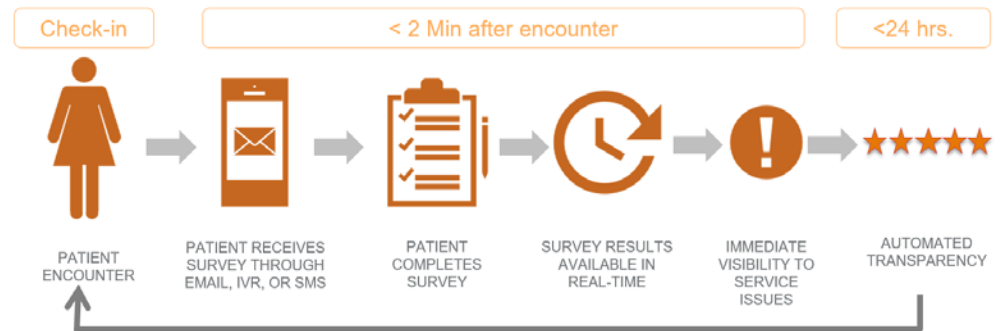 Check-in
< 2 Min after encounter
<24 hrs.
PATIENT
ENCOUNTER
PATIENT RECEIVES
SURVEY THROUGH
EMAIL, IVR, OR SMS
PATIENT
COMPLETES
SURVEY
SURVEY RESULTS
AVAILABLE IN
REAL-TIME
IMMEDIATE
VISIBILITY TO
SERVICE
ISSUES
AUTOMATED
TRANSPARENCY